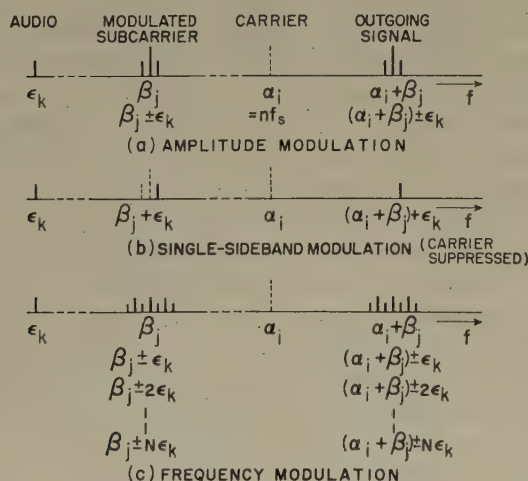 AUDIO MODULATED SUBCARRIER CARRIER OUTGOING SIGNAL
ϵk βj αi αi+βj f
βj±ϵk =nfs (αi+βj)±ϵk
(a) AMPLITUDE MODULATION
ϵk βj+ϵk αi (αi+βj)+ϵk f
(b) SINGLE-SIDEBAND MODULATION (CARRIER SUPPRESSED)
ϵk βj αi αi+βj f
βj±ϵk (αi+βj)±ϵk
βj±2ϵk (αi+βj)±2ϵk
βj±Nϵk (αi+βj)±Nϵk
(c) FREQUENCY MODULATION